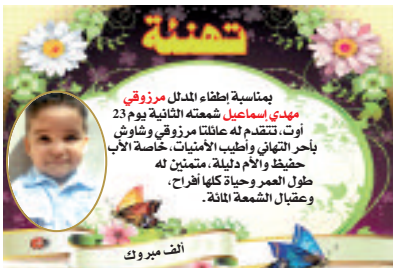 تهنئة
بمناسبة إطفاء المدلل مرزوقي
مهدي إسماعيل شمعته الثانية يوم 23
أوت، تتقدم له عائلتا مرزوقي وشاوش
بأحر التهاني وأطيب الأمنيات، خاصة الأب
حفيظ والأم دليلة، متمنين له
طول العمر وحياة كلها أفراح،
وعقبال الشمعة المائة.
ألف مبروك